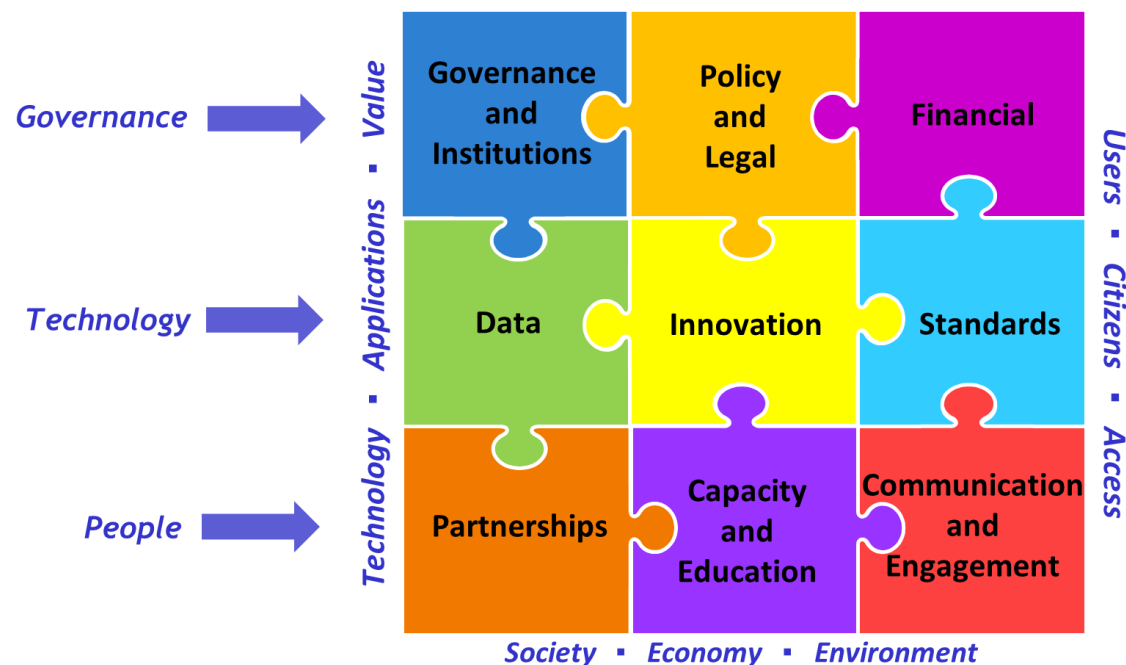 Governance
Technology
People
Technology ▪ Applications ▪ Value
Governance
and
Institutions
Policy
and
Legal
Financial
Data
Innovation
Standards
Partnerships
Capacity
and
Education
Communication
and
Engagement
Users ▪ Citizens ▪ Access
Society ▪ Economy ▪ Environment